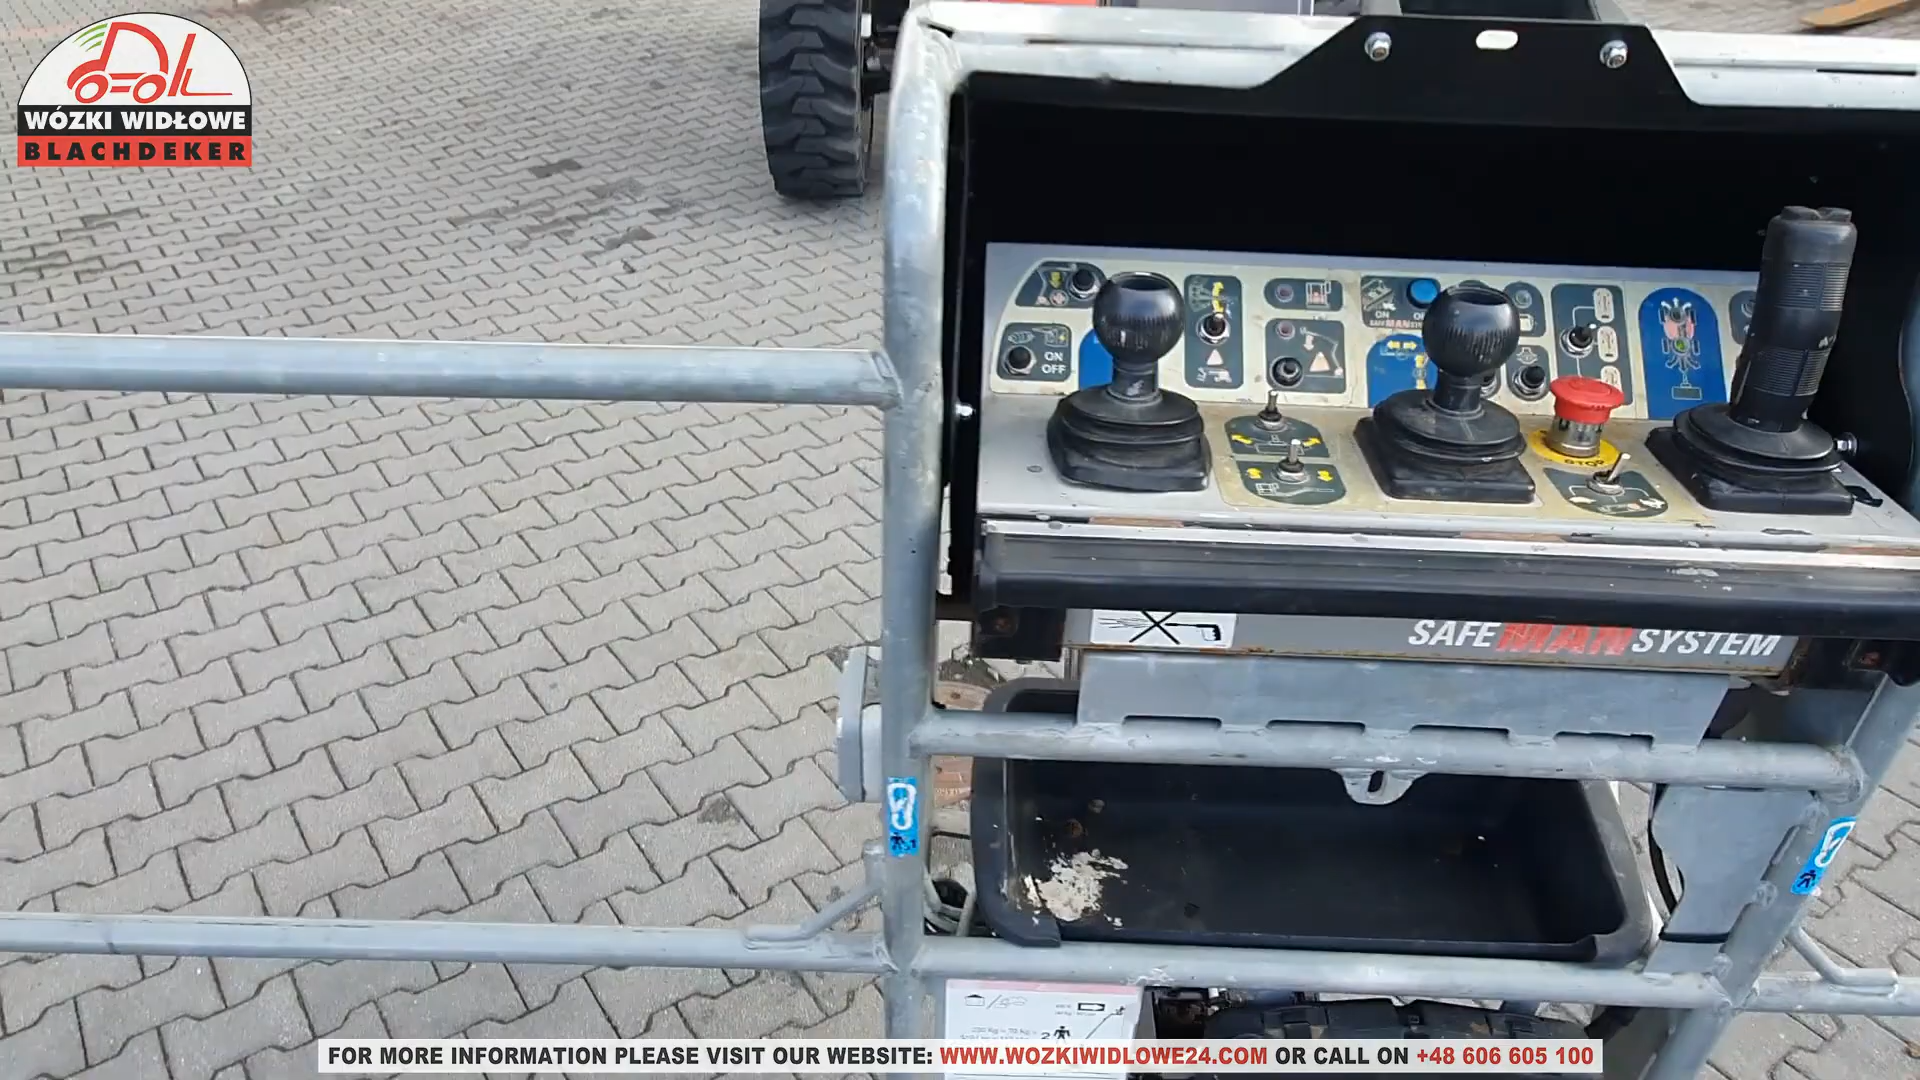 WÓZKI WIDŁOWE
BLACHDEKER
ON
OFF
ON
STOP
SAFE MAN SYSTEM
FOR MORE INFORMATION PLEASE VISIT OUR WEBSITE: WWW.WOZKIWIDLOWE24.COM OR CALL ON +48 606 605 100